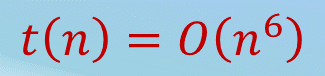 t(n) = O(n⁶)